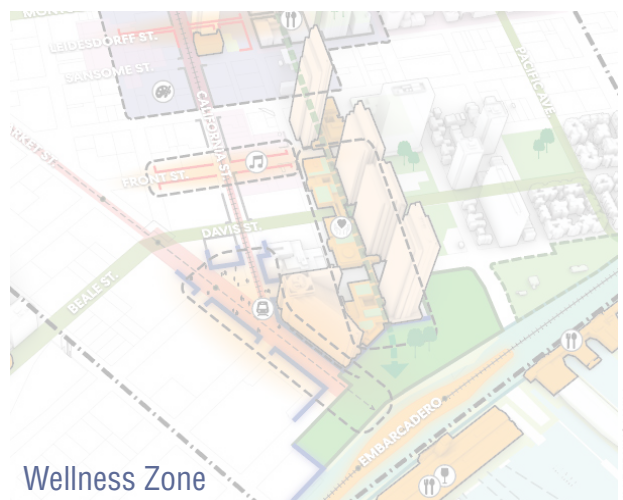 LEIDESDORFF ST.
SANSOME ST.
CALIFORNIA ST.
PACIFIC AVE
FRONT ST.
DAVIS ST.
BEALE ST.
EMBARCADERO
Wellness Zone